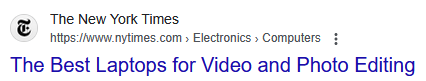 The New York Times
https://www.nytimes.com › Electronics › Computers
The Best Laptops for Video and Photo Editing